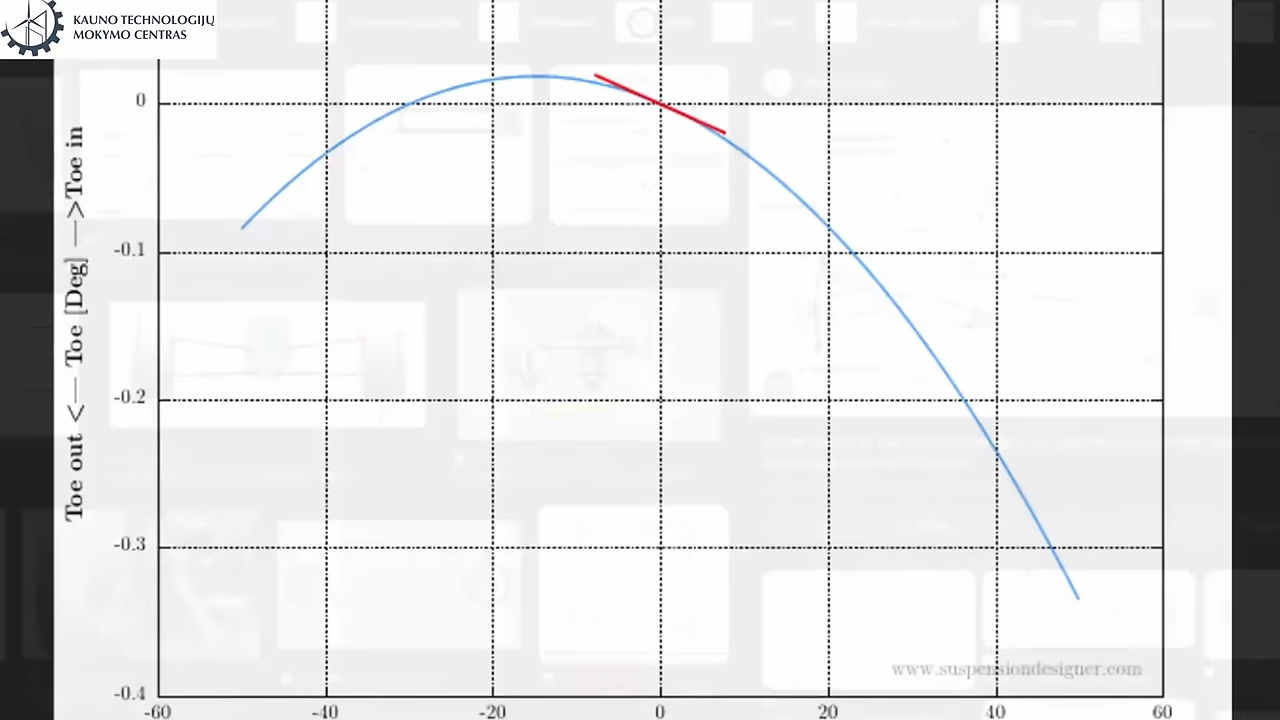 KAUNO TECHNOLOGIJŲ
MOKYMO CENTRAS
Toe out <— Toe [Deg] —>Toe in
0
-0.1
-0.2
-0.3
-0.4
-60 -40 -20 0 20 40 60
www.suspensiondesigner.com